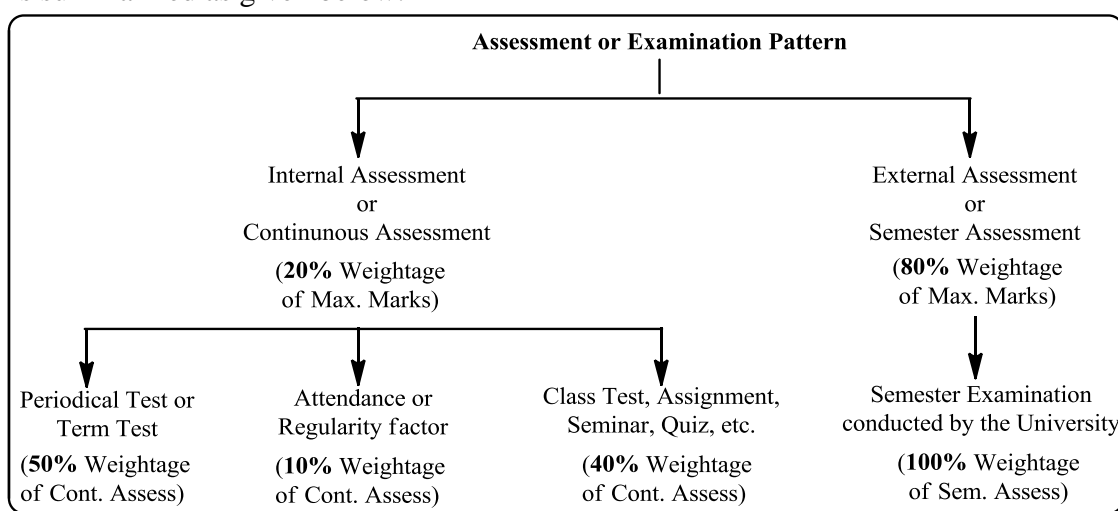 Assessment or Examination Pattern
Internal Assessment
or
Continunous Assessment
(20% Weightage
of Max. Marks)
External Assessment
or
Semester Assessment
(80% Weightage
of Max. Marks)
Periodical Test or
Term Test
(50% Weightage
of Cont. Assess)
Attendance or
Regularity factor
(10% Weightage
of Cont. Assess)
Class Test, Assignment,
Seminar, Quiz, etc.
(40% Weightage
of Cont. Assess)
Semester Examination
conducted by the University
(100% Weightage
of Sem. Assess)